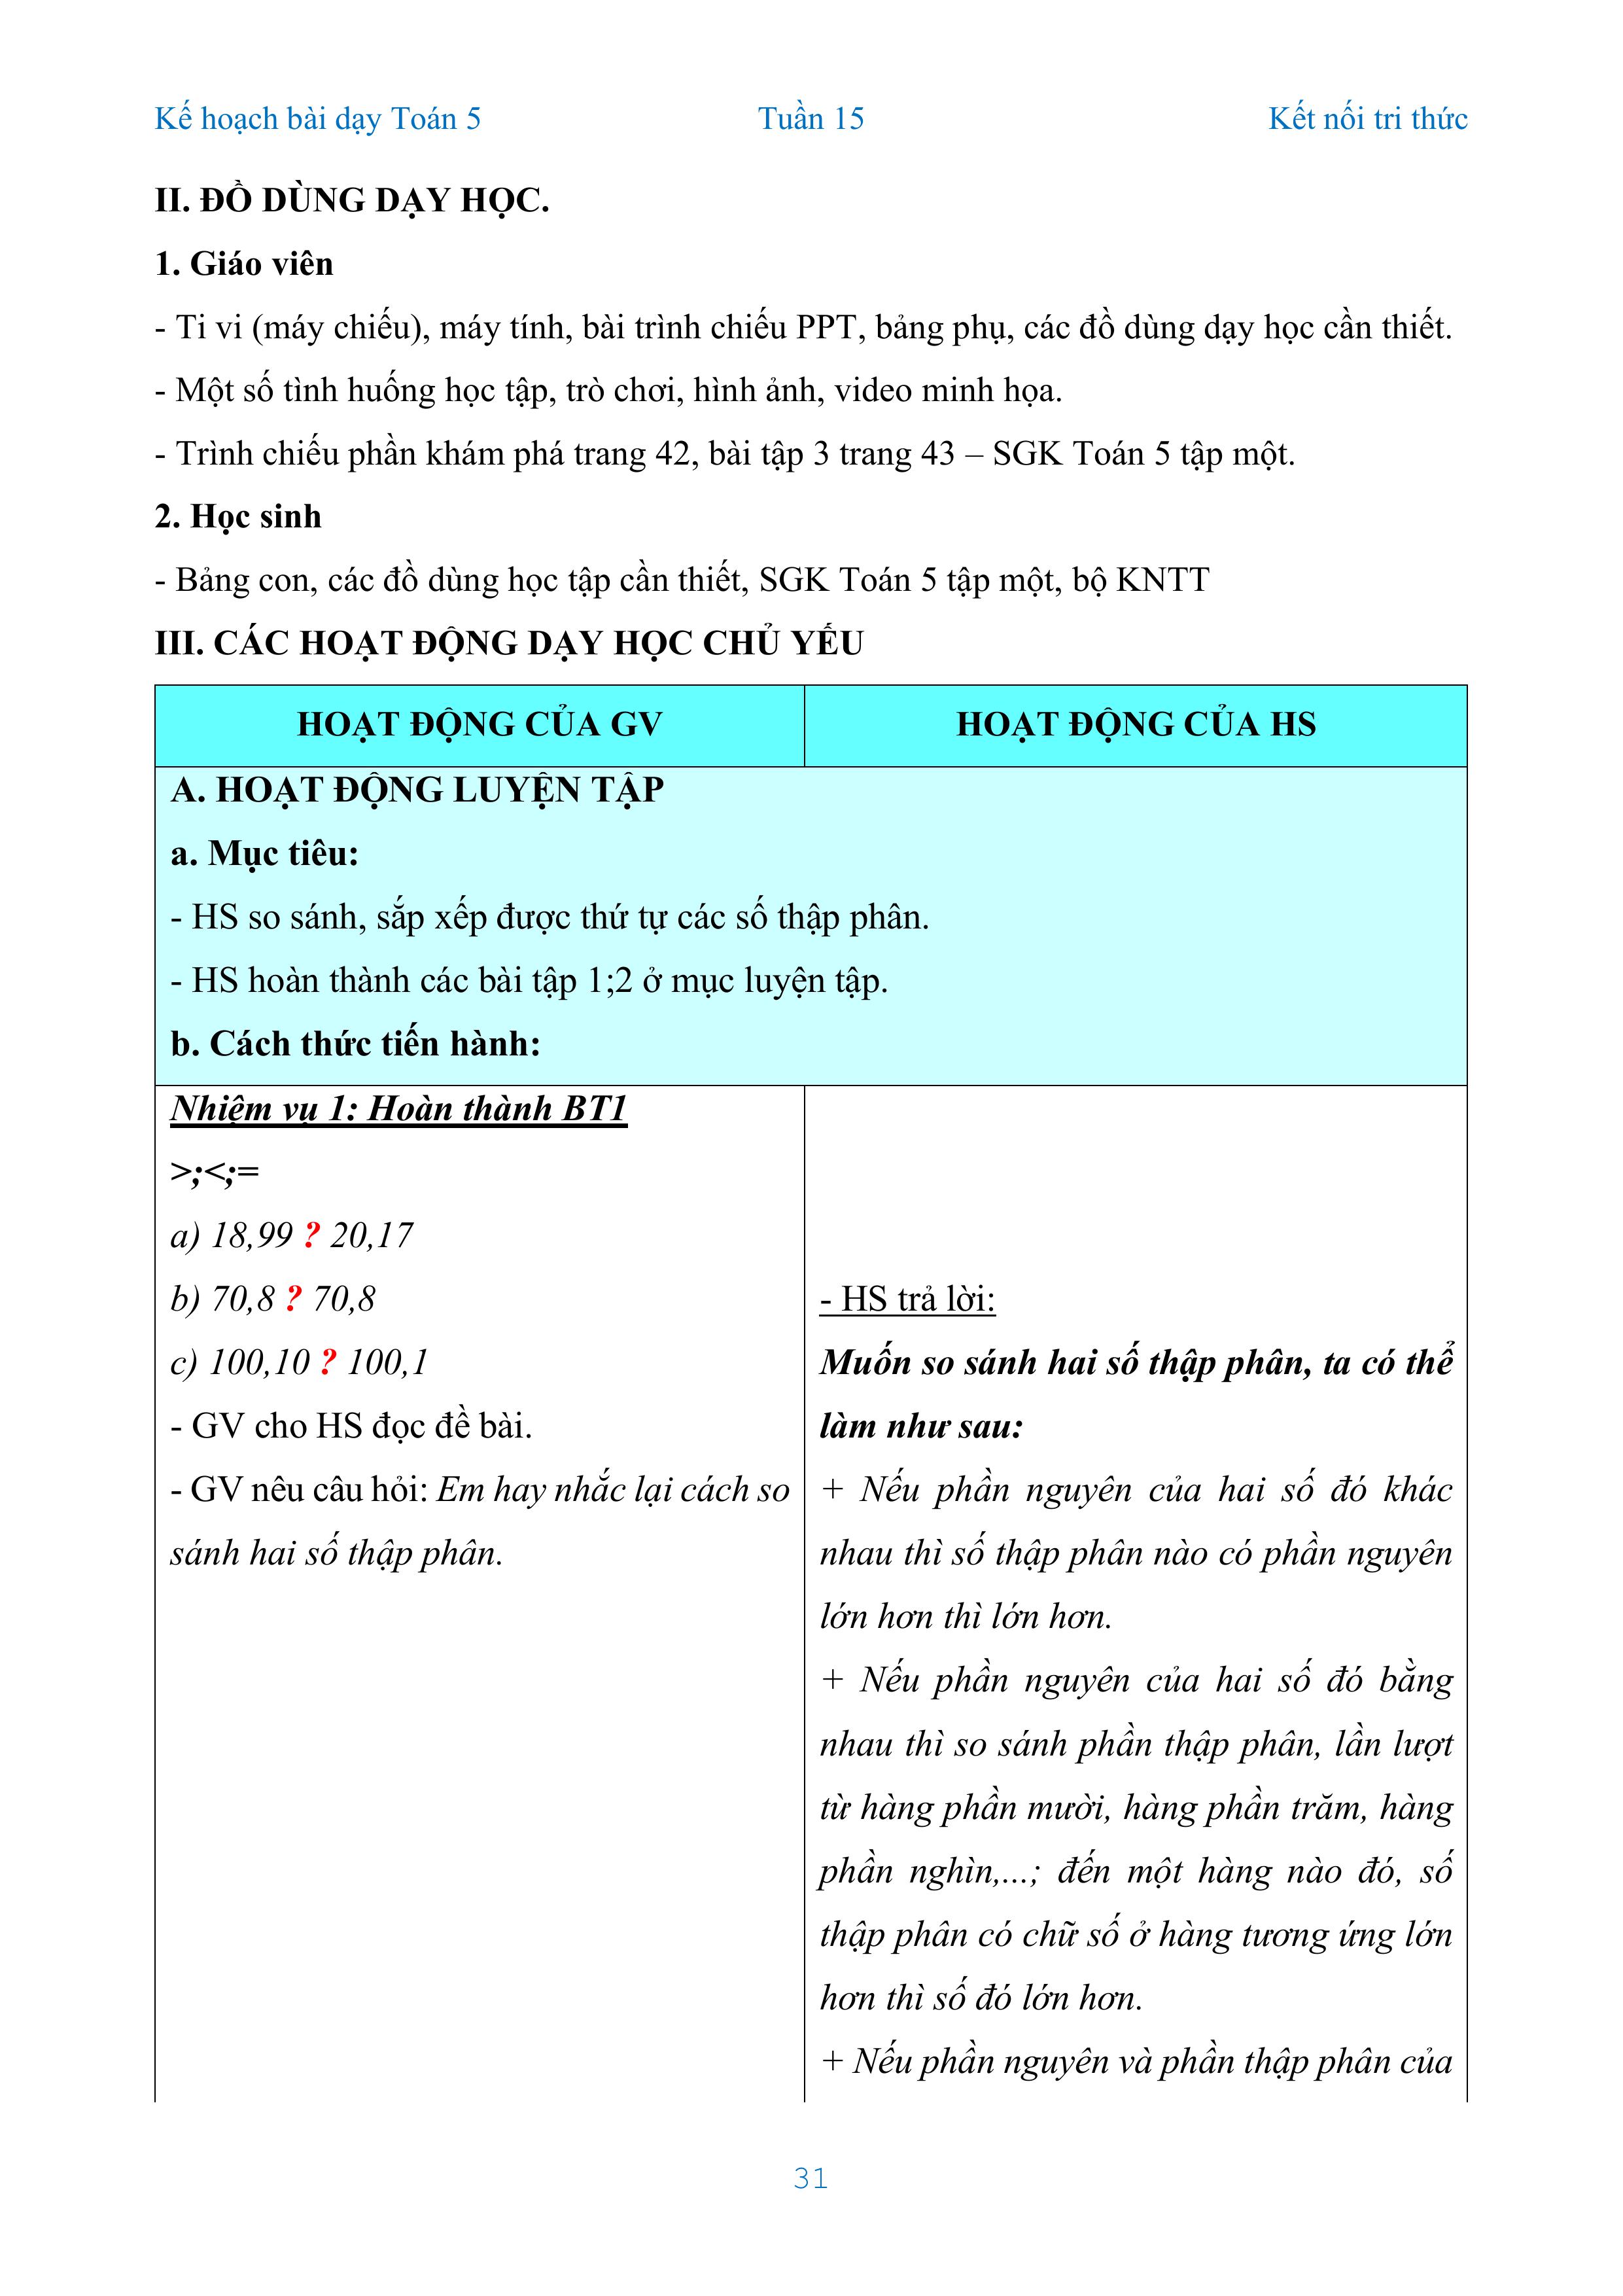 Kế hoạch bài dạy Toán 5 Tuần 15 Kết nối tri thức
II. ĐỒ DÙNG DẠY HỌC.
1. Giáo viên
- Ti vi (máy chiếu), máy tính, bài trình chiếu PPT, bảng phụ, các đồ dùng dạy học cần thiết.
- Một số tình huống học tập, trò chơi, hình ảnh, video minh họa.
- Trình chiếu phần khám phá trang 42, bài tập 3 trang 43 – SGK Toán 5 tập một.
2. Học sinh
- Bảng con, các đồ dùng học tập cần thiết, SGK Toán 5 tập một, bộ KNTT
III. CÁC HOẠT ĐỘNG DẠY HỌC CHỦ YẾU
HOẠT ĐỘNG CỦA GV
HOẠT ĐỘNG CỦA HS
A. HOẠT ĐỘNG LUYỆN TẬP
a. Mục tiêu:
- HS so sánh, sắp xếp được thứ tự các số thập phân.
- HS hoàn thành các bài tập 1;2 ở mục luyện tập.
b. Cách thức tiến hành:
Nhiệm vụ 1: Hoàn thành BT1
>;<;=
a) 18,99 ? 20,17
b) 70,8 ? 70,8
c) 100,10 ? 100,1
- GV cho HS đọc đề bài.
- GV nêu câu hỏi: Em hay nhắc lại cách so
sánh hai số thập phân.
- HS trả lời:
Muốn so sánh hai số thập phân, ta có thể
làm như sau:
+ Nếu phần nguyên của hai số đó khác
nhau thì số thập phân nào có phần nguyên
lớn hơn thì lớn hơn.
+ Nếu phần nguyên của hai số đó bằng
nhau thì so sánh phần thập phân, lần lượt
từ hàng phần mười, hàng phần trăm, hàng
phần nghìn,...; đến một hàng nào đó, số
thập phân có chữ số ở hàng tương ứng lớn
hơn thì số đó lớn hơn.
+ Nếu phần nguyên và phần thập phân của
31